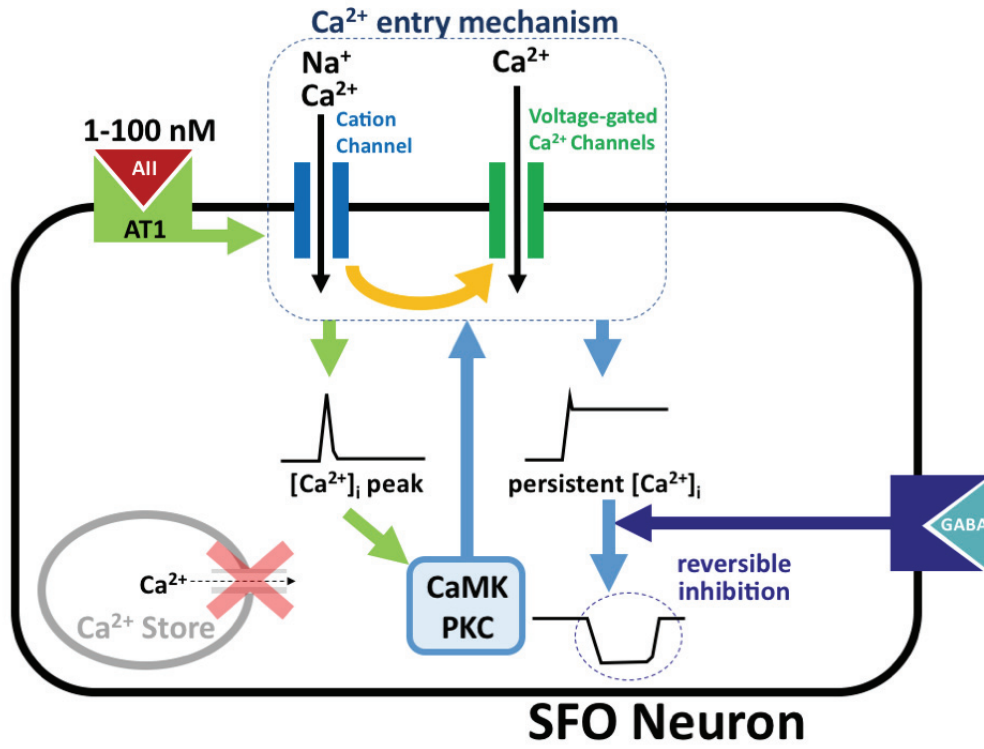 Ca²⁺ entry mechanism
Na⁺
Ca²⁺
Ca²⁺
Cation
Channel
Voltage-gated
Ca²⁺ Channels
1-100 nM
AII
AT1
[Ca²⁺]ᵢ peak
persistent [Ca²⁺]ᵢ
GABA
reversible
inhibition
Ca²⁺
Ca²⁺ Store
CaMK
PKC
SFO Neuron